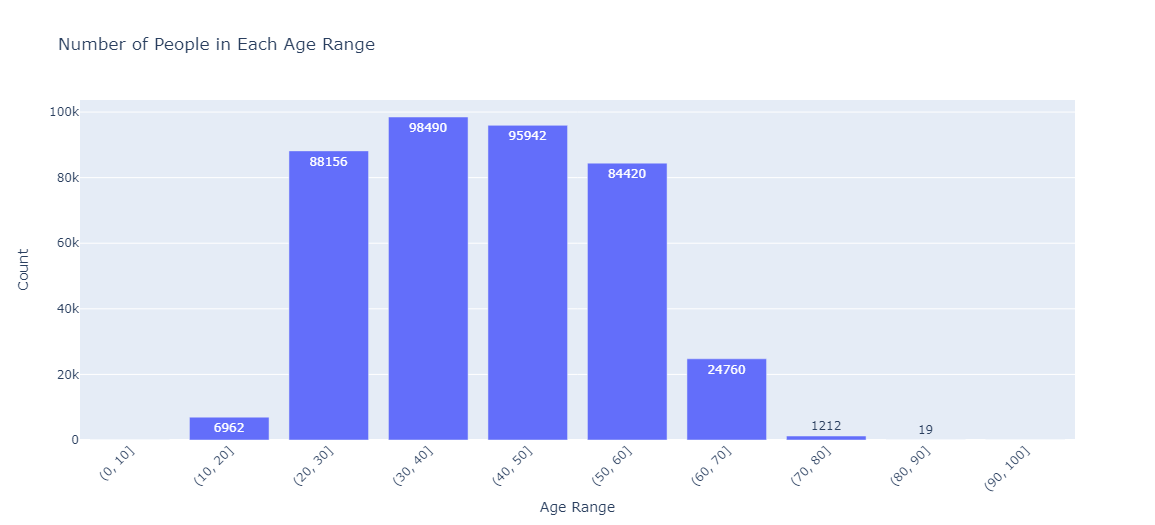 Number of People in Each Age Range
100k
80k
60k
40k
20k
0
Count
98490
95942
88156
84420
24760
6962
1212
19
(0, 10]
(10, 20]
(20, 30]
(30, 40]
(40, 50]
(50, 60]
(60, 70]
(70, 80]
(80, 90]
(90, 100]
Age Range